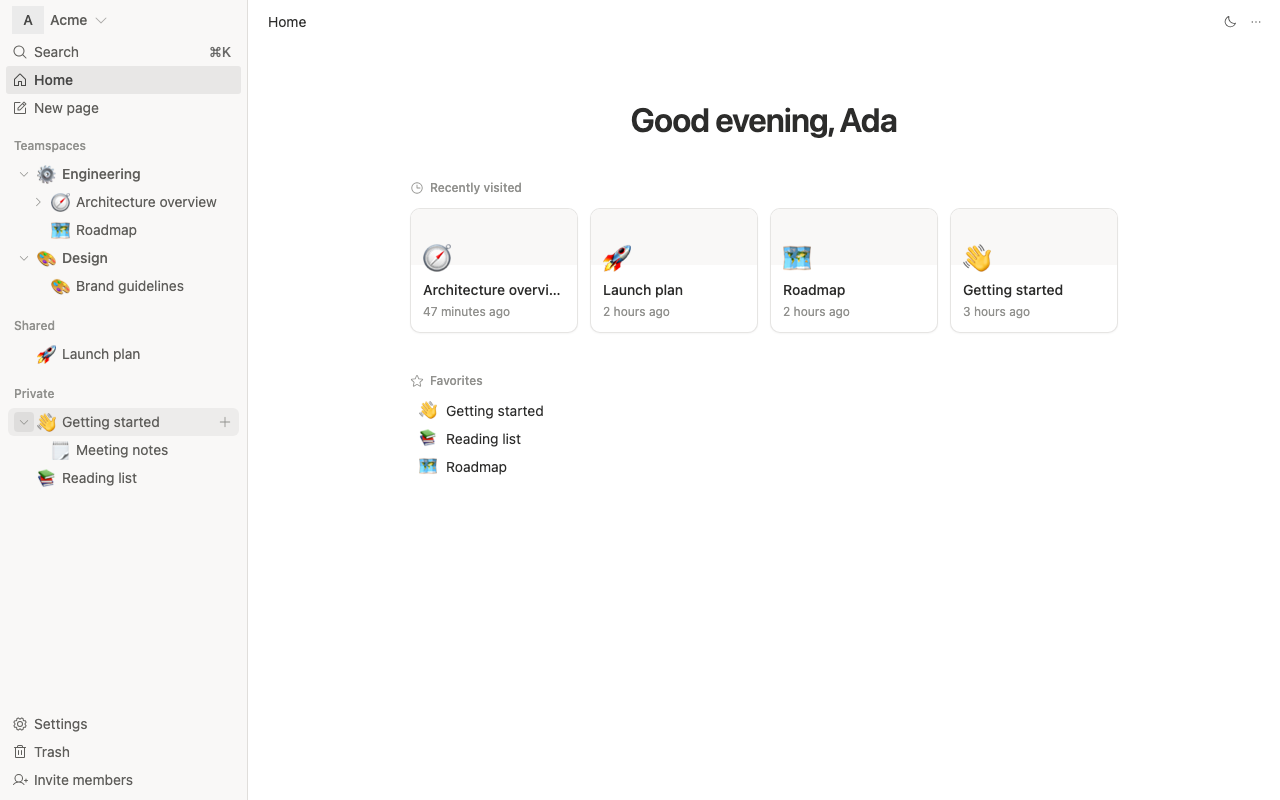 A Acme
Search ⌘K
Home
New page
Teamspaces
Engineering
Architecture overview
Roadmap
Design
Brand guidelines
Shared
Launch plan
Private
Getting started
Meeting notes
Reading list
Settings
Trash
Invite members
Home
Good evening, Ada
Recently visited
Architecture overvi...
47 minutes ago
Launch plan
2 hours ago
Roadmap
2 hours ago
Getting started
3 hours ago
Favorites
Getting started
Reading list
Roadmap